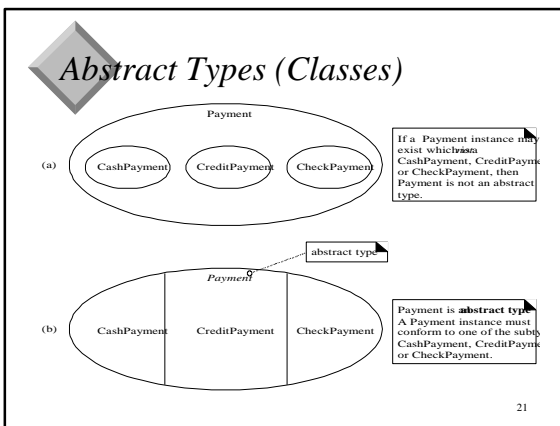 Abstract Types (Classes)
Payment
(a)
CashPayment
CreditPayment
CheckPayment
If a Payment instance may
exist which is a
CashPayment, CreditPayme
or CheckPayment, then
Payment is not an abstract
type.
abstract type
Payment
(b)
CashPayment
CreditPayment
CheckPayment
Payment is abstract type
A Payment instance must
conform to one of the subty
CashPayment, CreditPayme
or CheckPayment.
21